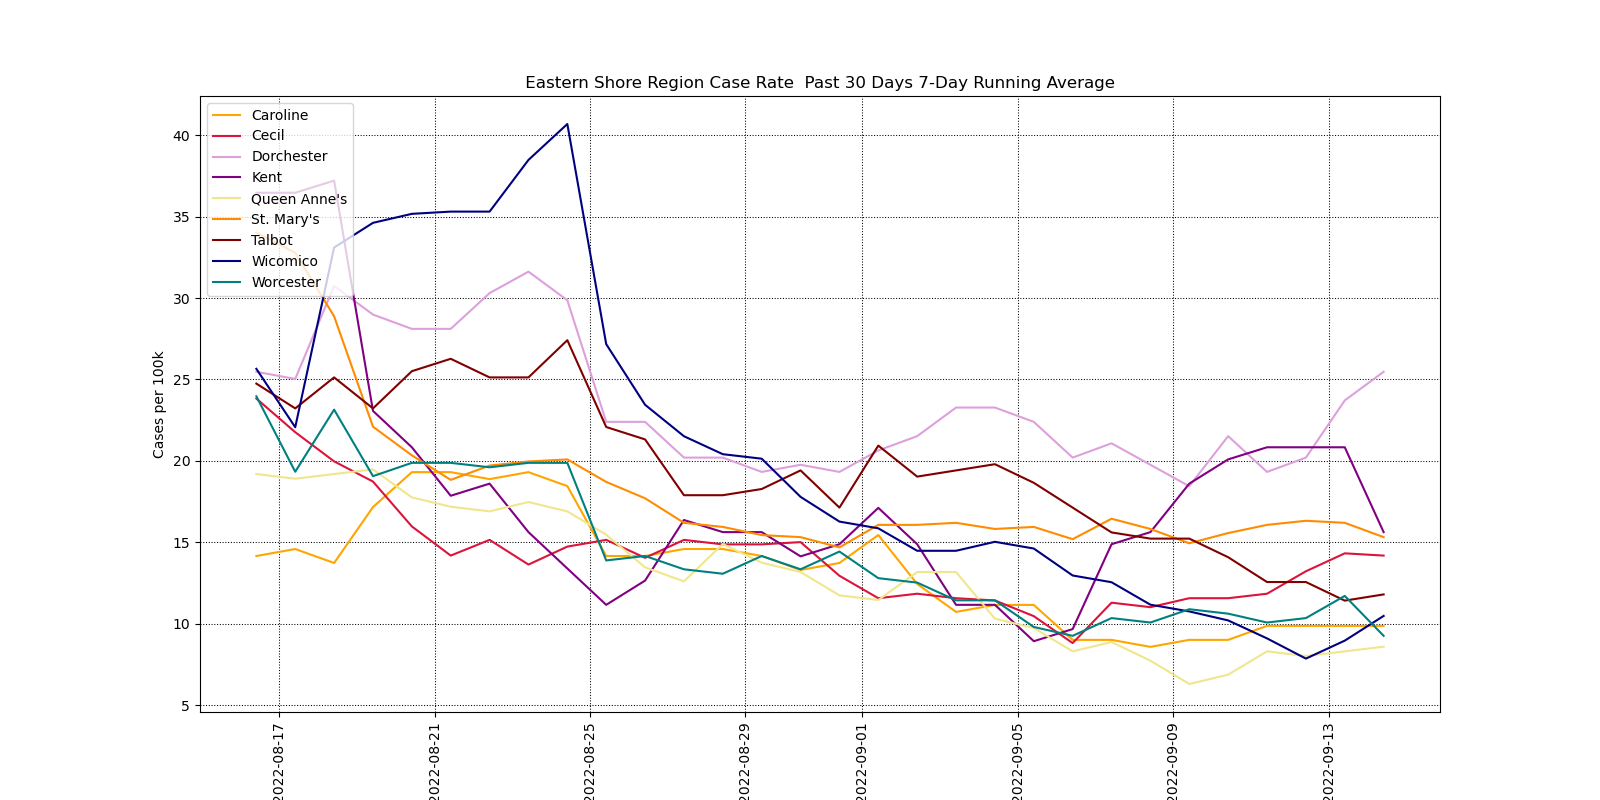 Eastern Shore Region Case Rate  Past 30 Days 7-Day Running Average
Caroline
Cecil
Dorchester
Kent
Queen Anne's
St. Mary's
Talbot
Wicomico
Worcester
Cases per 100k
40
35
30
25
20
15
10
5
2022-08-17
2022-08-21
2022-08-25
2022-08-29
2022-09-01
2022-09-05
2022-09-09
2022-09-13